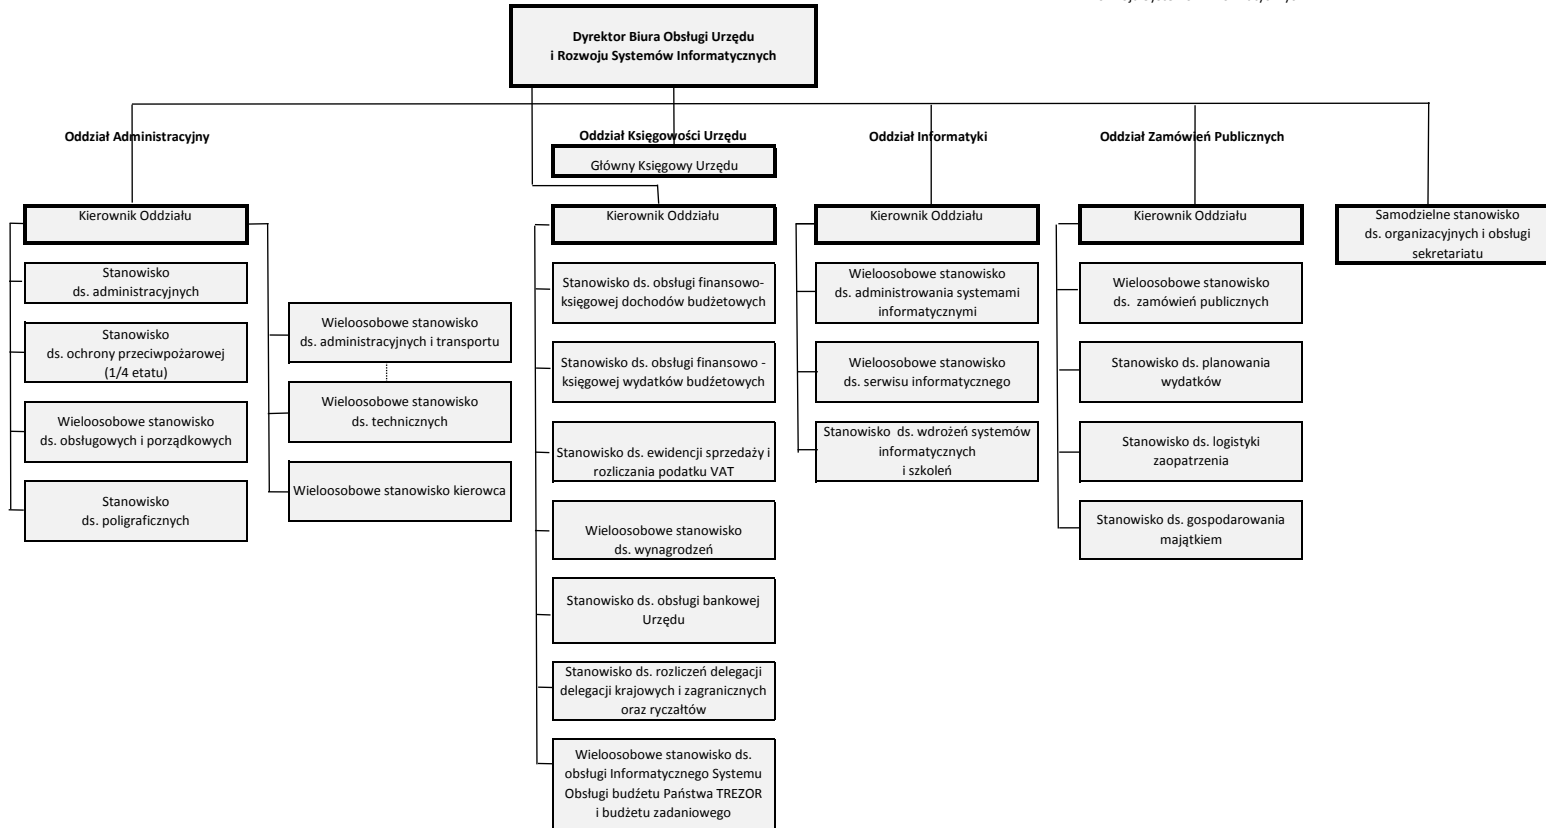 Dyrektor Biura Obsługi Urzędu
i Rozwoju Systemów Informatycznych
Oddział Administracyjny
Oddział Księgowości Urzędu
Oddział Informatyki
Oddział Zamówień Publicznych
Główny Księgowy Urzędu
Kierownik Oddziału
Stanowisko
ds. administracyjnych
Stanowisko
ds. ochrony przeciwpożarowej
(1/4 etatu)
Wieloosobowe stanowisko
ds. obsługowych i porządkowych
Stanowisko
ds. poligraficznych
Wieloosobowe stanowisko
ds. administracyjnych i transportu
Wieloosobowe stanowisko
ds. technicznych
Wieloosobowe stanowisko kierowca
Kierownik Oddziału
Stanowisko ds. obsługi finansowo-
księgowej dochodów budżetowych
Stanowisko ds. obsługi finansowo -
księgowej wydatków budżetowych
Stanowisko ds. ewidencji sprzedaży i
rozliczania podatku VAT
Wieloosobowe stanowisko
ds. wynagrodzeń
Stanowisko ds. obsługi bankowej
Urzędu
Stanowisko ds. rozliczeń delegacji
delegacji krajowych i zagranicznych
oraz ryczałtów
Wieloosobowe stanowisko ds.
obsługi Informatycznego Systemu
Obsługi budżetu Państwa TREZOR
i budżetu zadaniowego
Kierownik Oddziału
Wieloosobowe stanowisko
ds. administrowania systemami
informatycznymi
Wieloosobowe stanowisko
ds. serwisu informatycznego
Stanowisko ds. wdrożeń systemów
informatycznych
i szkoleń
Kierownik Oddziału
Wieloosobowe stanowisko
ds. zamówień publicznych
Stanowisko ds. planowania
wydatków
Stanowisko ds. logistyki
zaopatrzenia
Stanowisko ds. gospodarowania
majątkiem
Samodzielne stanowisko
ds. organizacyjnych i obsługi
sekretariatu